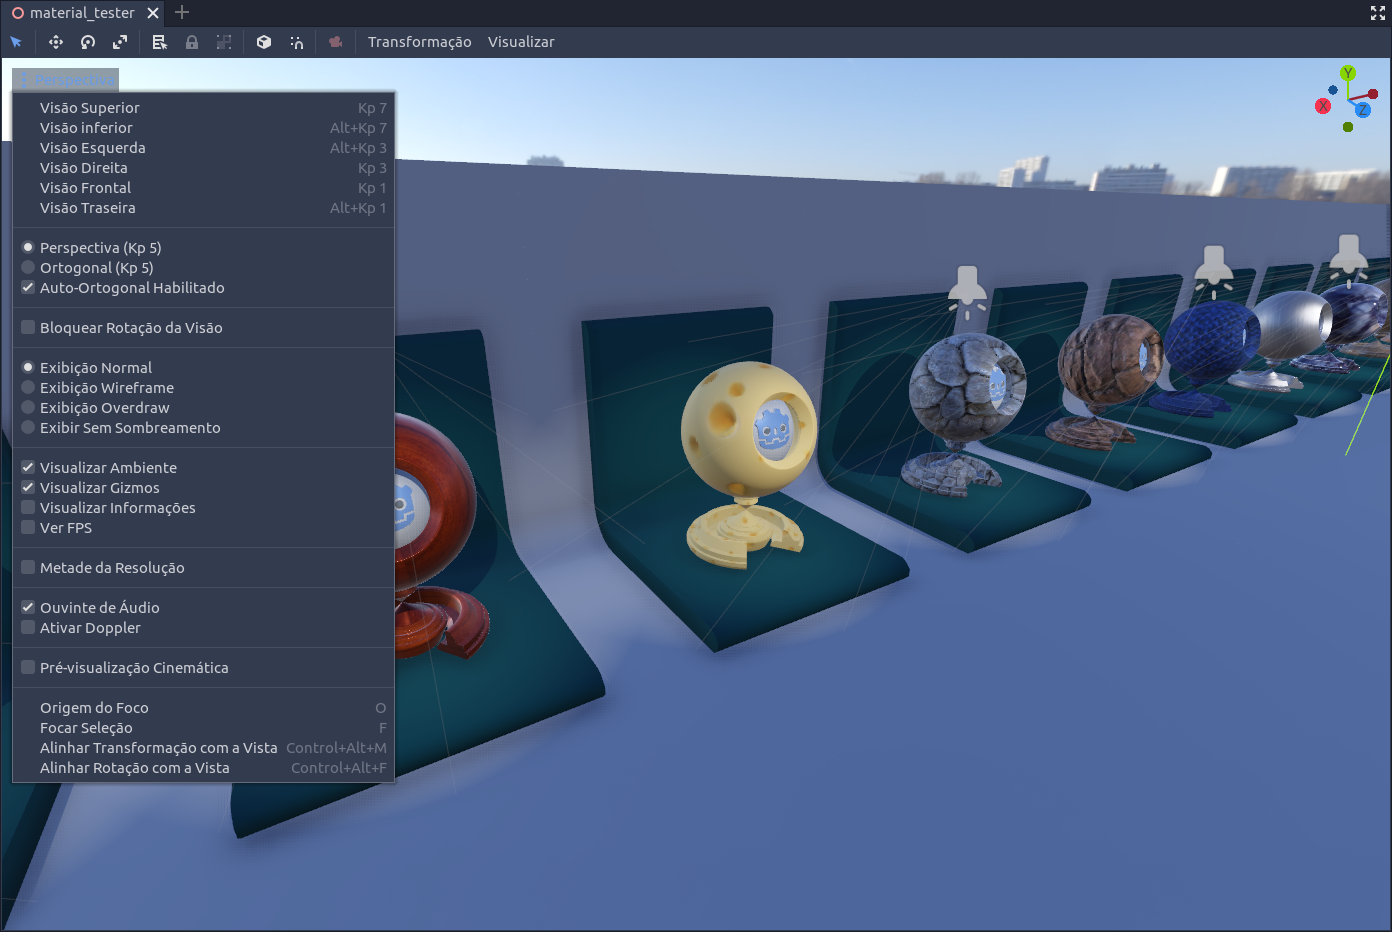 material_tester
Transformação Visualizar
Perspectiva
Visão Superior Kp 7
Visão inferior Alt+Kp 7
Visão Esquerda Alt+Kp 3
Visão Direita Kp 3
Visão Frontal Kp 1
Visão Traseira Alt+Kp 1
Perspectiva (Kp 5)
Ortogonal (Kp 5)
Auto-Ortogonal Habilitado
Bloquear Rotação da Visão
Exibição Normal
Exibição Wireframe
Exibição Overdraw
Exibir Sem Sombreamento
Visualizar Ambiente
Visualizar Gizmos
Visualizar Informações
Ver FPS
Metade da Resolução
Ouvinte de Áudio
Ativar Doppler
Pré-visualização Cinemática
Origem do Foco O
Focar Seleção F
Alinhar Transformação com a Vista Control+Alt+M
Alinhar Rotação com a Vista Control+Alt+F
Y
X
Z